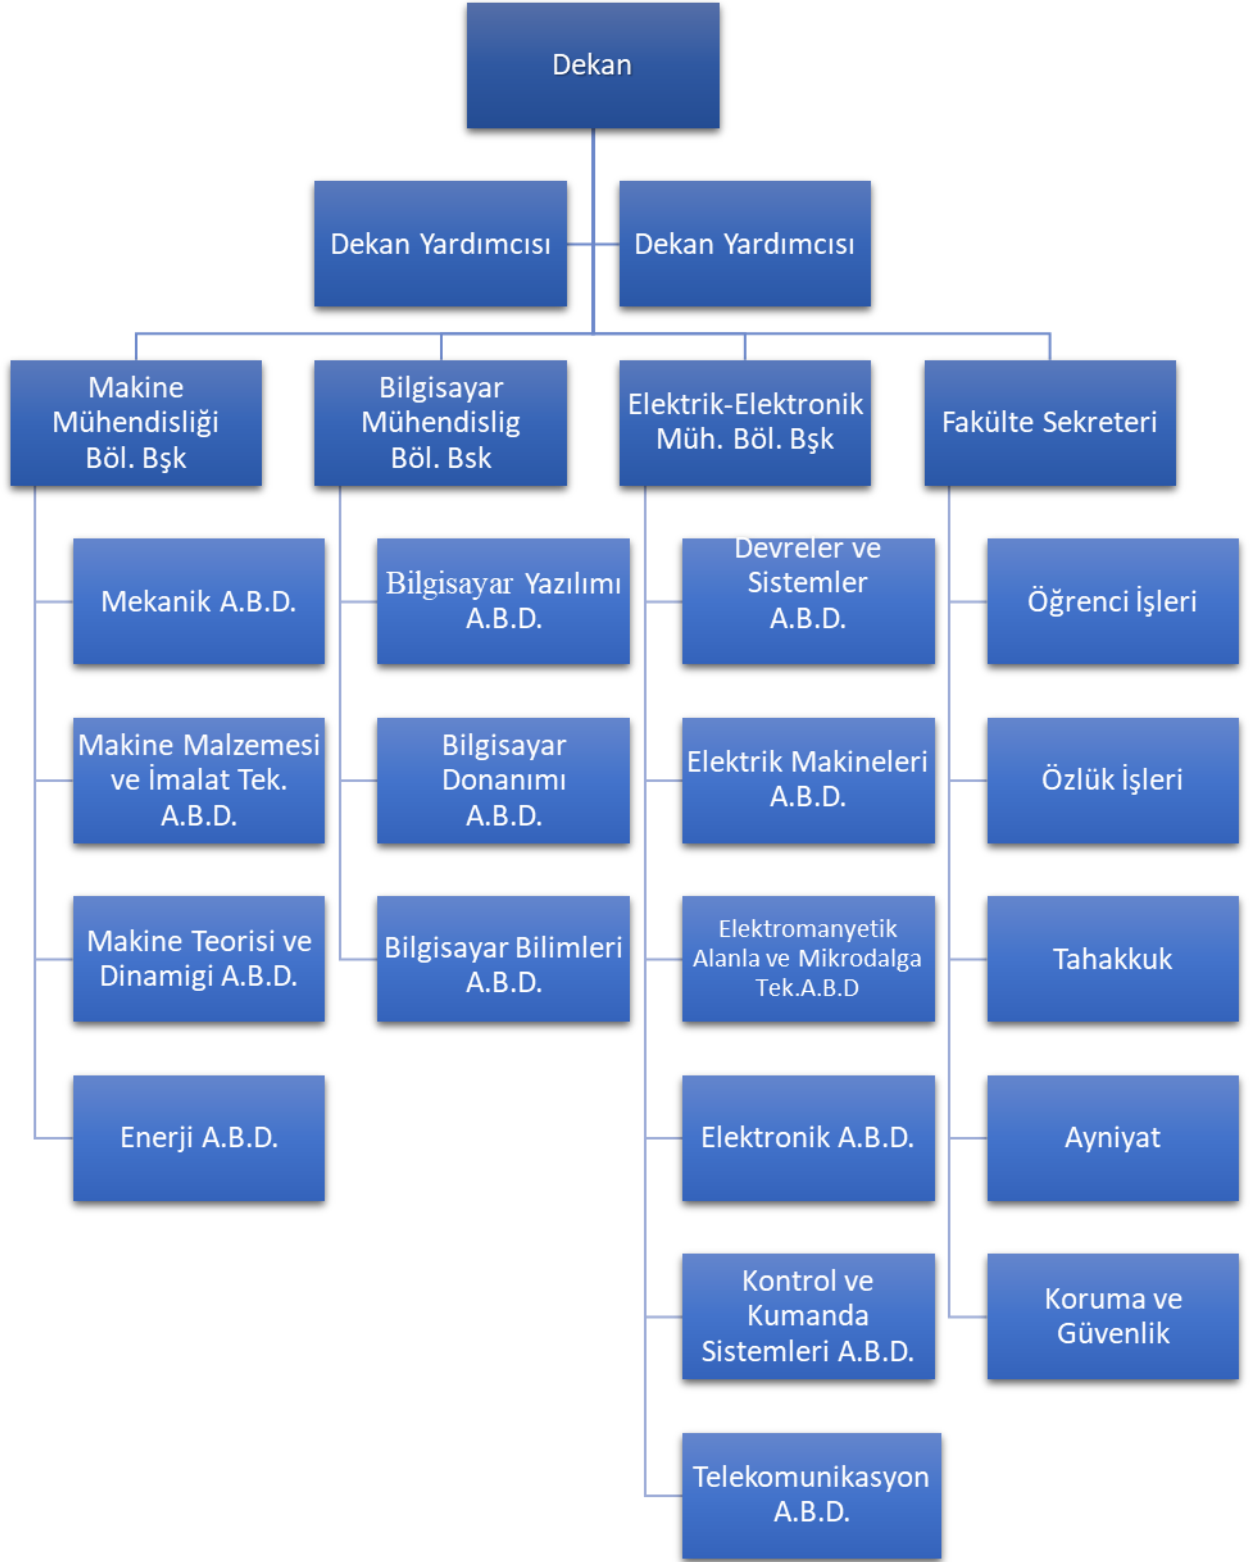 Dekan
Dekan Yardımcısı
Dekan Yardımcısı
Makine
Mühendisliği
Böl. Bşk
Bilgisayar
Mühendislig
Böl. Bsk
Elektrik-Elektronik
Müh. Böl. Bşk
Fakülte Sekreteri
Mekanik A.B.D.
Makine Malzemesi
ve İmalat Tek.
A.B.D.
Makine Teorisi ve
Dinamigi A.B.D.
Enerji A.B.D.
Bilgisayar Yazılımı
A.B.D.
Bilgisayar
Donanımı
A.B.D.
Bilgisayar Bilimleri
A.B.D.
Devreler ve
Sistemler
A.B.D.
Elektrik Makineleri
A.B.D.
Elektromanyetik
Alanla ve Mikrodalga
Tek.A.B.D
Elektronik A.B.D.
Kontrol ve
Kumanda
Sistemleri A.B.D.
Telekomunikasyon
A.B.D.
Öğrenci İşleri
Özlük İşleri
Tahakkuk
Ayniyat
Koruma ve
Güvenlik